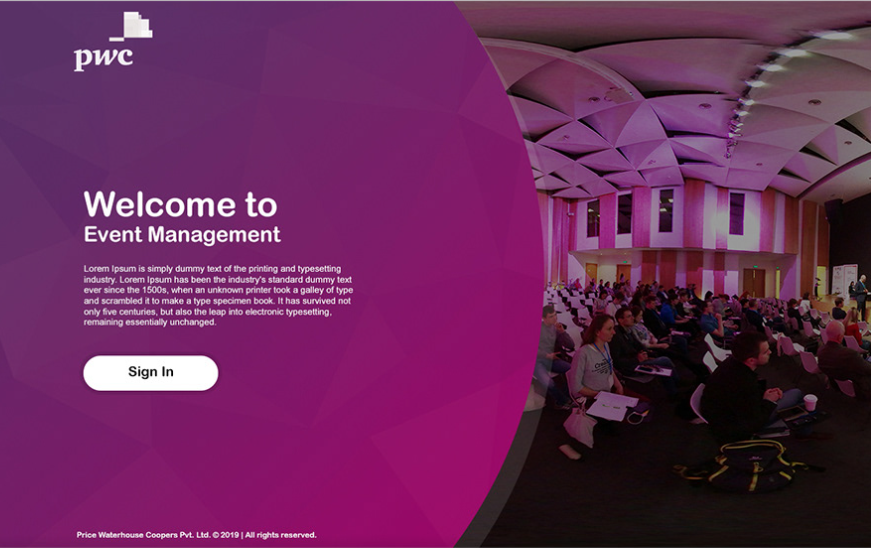 pwc
Welcome to
Event Management
Lorem Ipsum is simply dummy text of the printing and typesetting
industry. Lorem Ipsum has been the industry's standard dummy text
ever since the 1500s, when an unknown printer took a galley of type
and scrambled it to make a type specimen book. It has survived not
only five centuries, but also the leap into electronic typesetting,
remaining essentially unchanged.
Sign In
Price Waterhouse Coopers Pvt. Ltd. © 2019 | All rights reserved.